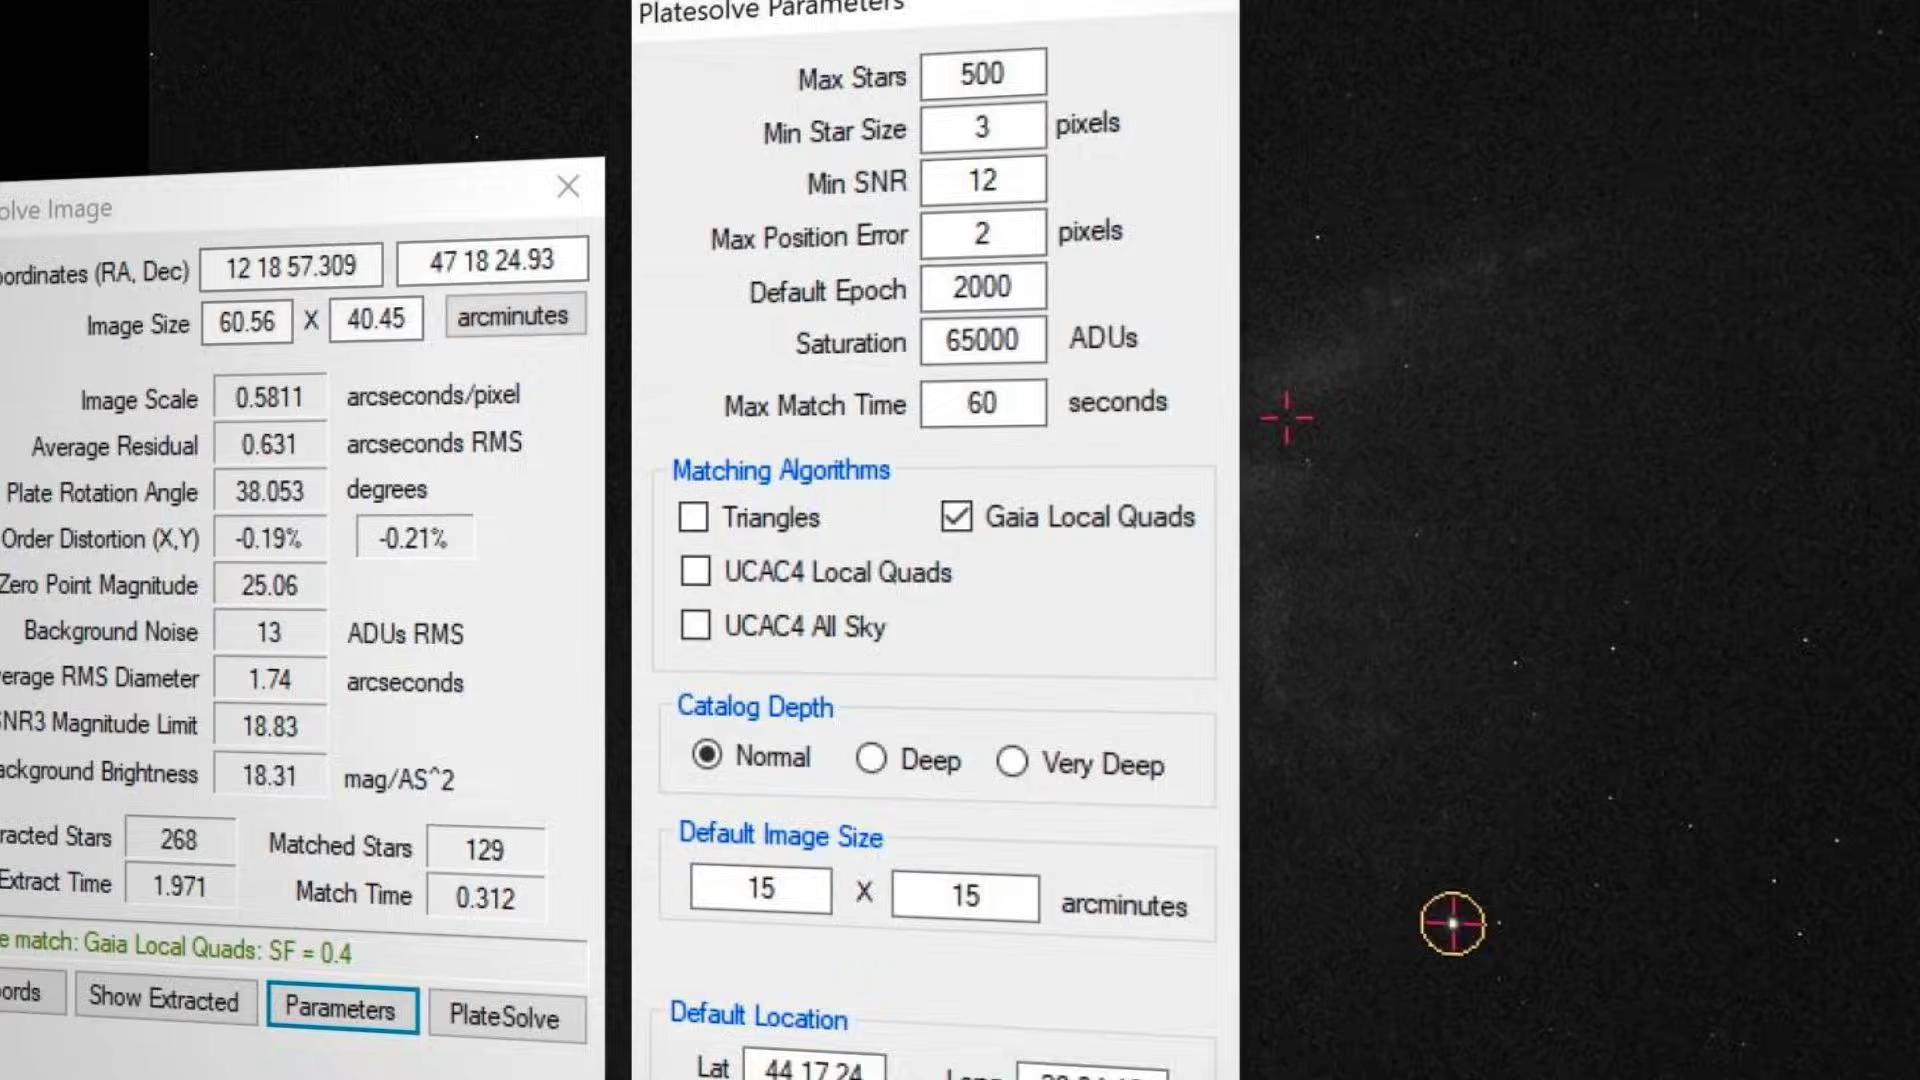 olve Image
oordinates (RA, Dec) 12 18 57.309 47 18 24.93
Image Size 60.56 X 40.45 arcminutes
Image Scale 0.5811 arcseconds/pixel
Average Residual 0.631 arcseconds RMS
Plate Rotation Angle 38.053 degrees
Order Distortion (X,Y) -0.19% -0.21%
Zero Point Magnitude 25.06
Background Noise 13 ADUs RMS
erage RMS Diameter 1.74 arcseconds
SNR3 Magnitude Limit 18.83
ackground Brightness 18.31 mag/AS^2
racted Stars 268 Matched Stars 129
Extract Time 1.971 Match Time 0.312
e match: Gaia Local Quads: SF = 0.4
ords Show Extracted Parameters PlateSolve
Platesolve Parameters
Max Stars 500
Min Star Size 3 pixels
Min SNR 12
Max Position Error 2 pixels
Default Epoch 2000
Saturation 65000 ADUs
Max Match Time 60 seconds
Matching Algorithms
Triangles Gaia Local Quads
UCAC4 Local Quads
UCAC4 All Sky
Catalog Depth
Normal Deep Very Deep
Default Image Size
15 X 15 arcminutes
Default Location
Lat 44 17 24